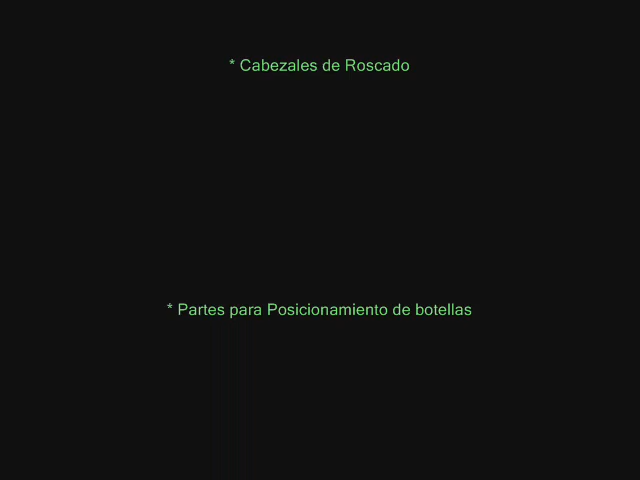 * Cabezales de Roscado
* Partes para Posicionamiento de botellas